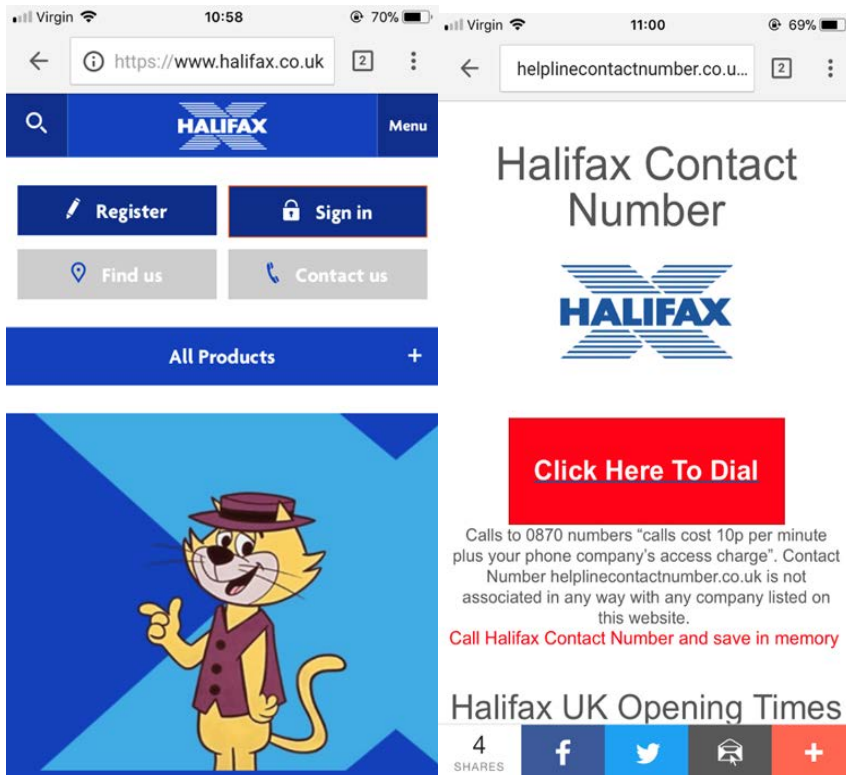 Virgin 10:58 70%
https://www.halifax.co.uk 2
HALIFAX
Menu
Register
Sign in
Find us
Contact us
All Products +
Virgin 11:00 69%
helplinecontactnumber.co.u... 2
Halifax Contact
Number
HALIFAX
Click Here To Dial
Calls to 0870 numbers “calls cost 10p per minute
plus your phone company’s access charge”. Contact
Number helplinecontactnumber.co.uk is not
associated in any way with any company listed on
this website.
Call Halifax Contact Number and save in memory
Halifax UK Opening Times
4
SHARES
f
+